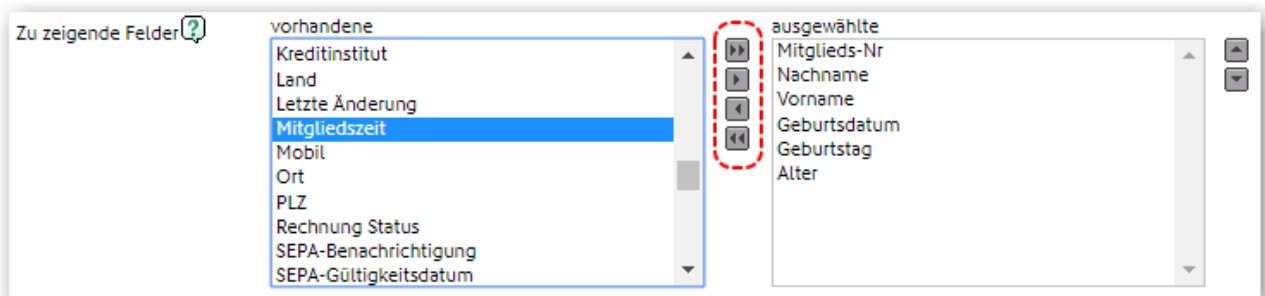 Zu zeigende Felder ?
vorhandene
Kreditinstitut
Land
Letzte Änderung
Mitgliedszeit
Mobil
Ort
PLZ
Rechnung Status
SEPA-Benachrichtigung
SEPA-Gültigkeitsdatum
ausgewählte
Mitglieds-Nr
Nachname
Vorname
Geburtsdatum
Geburtstag
Alter